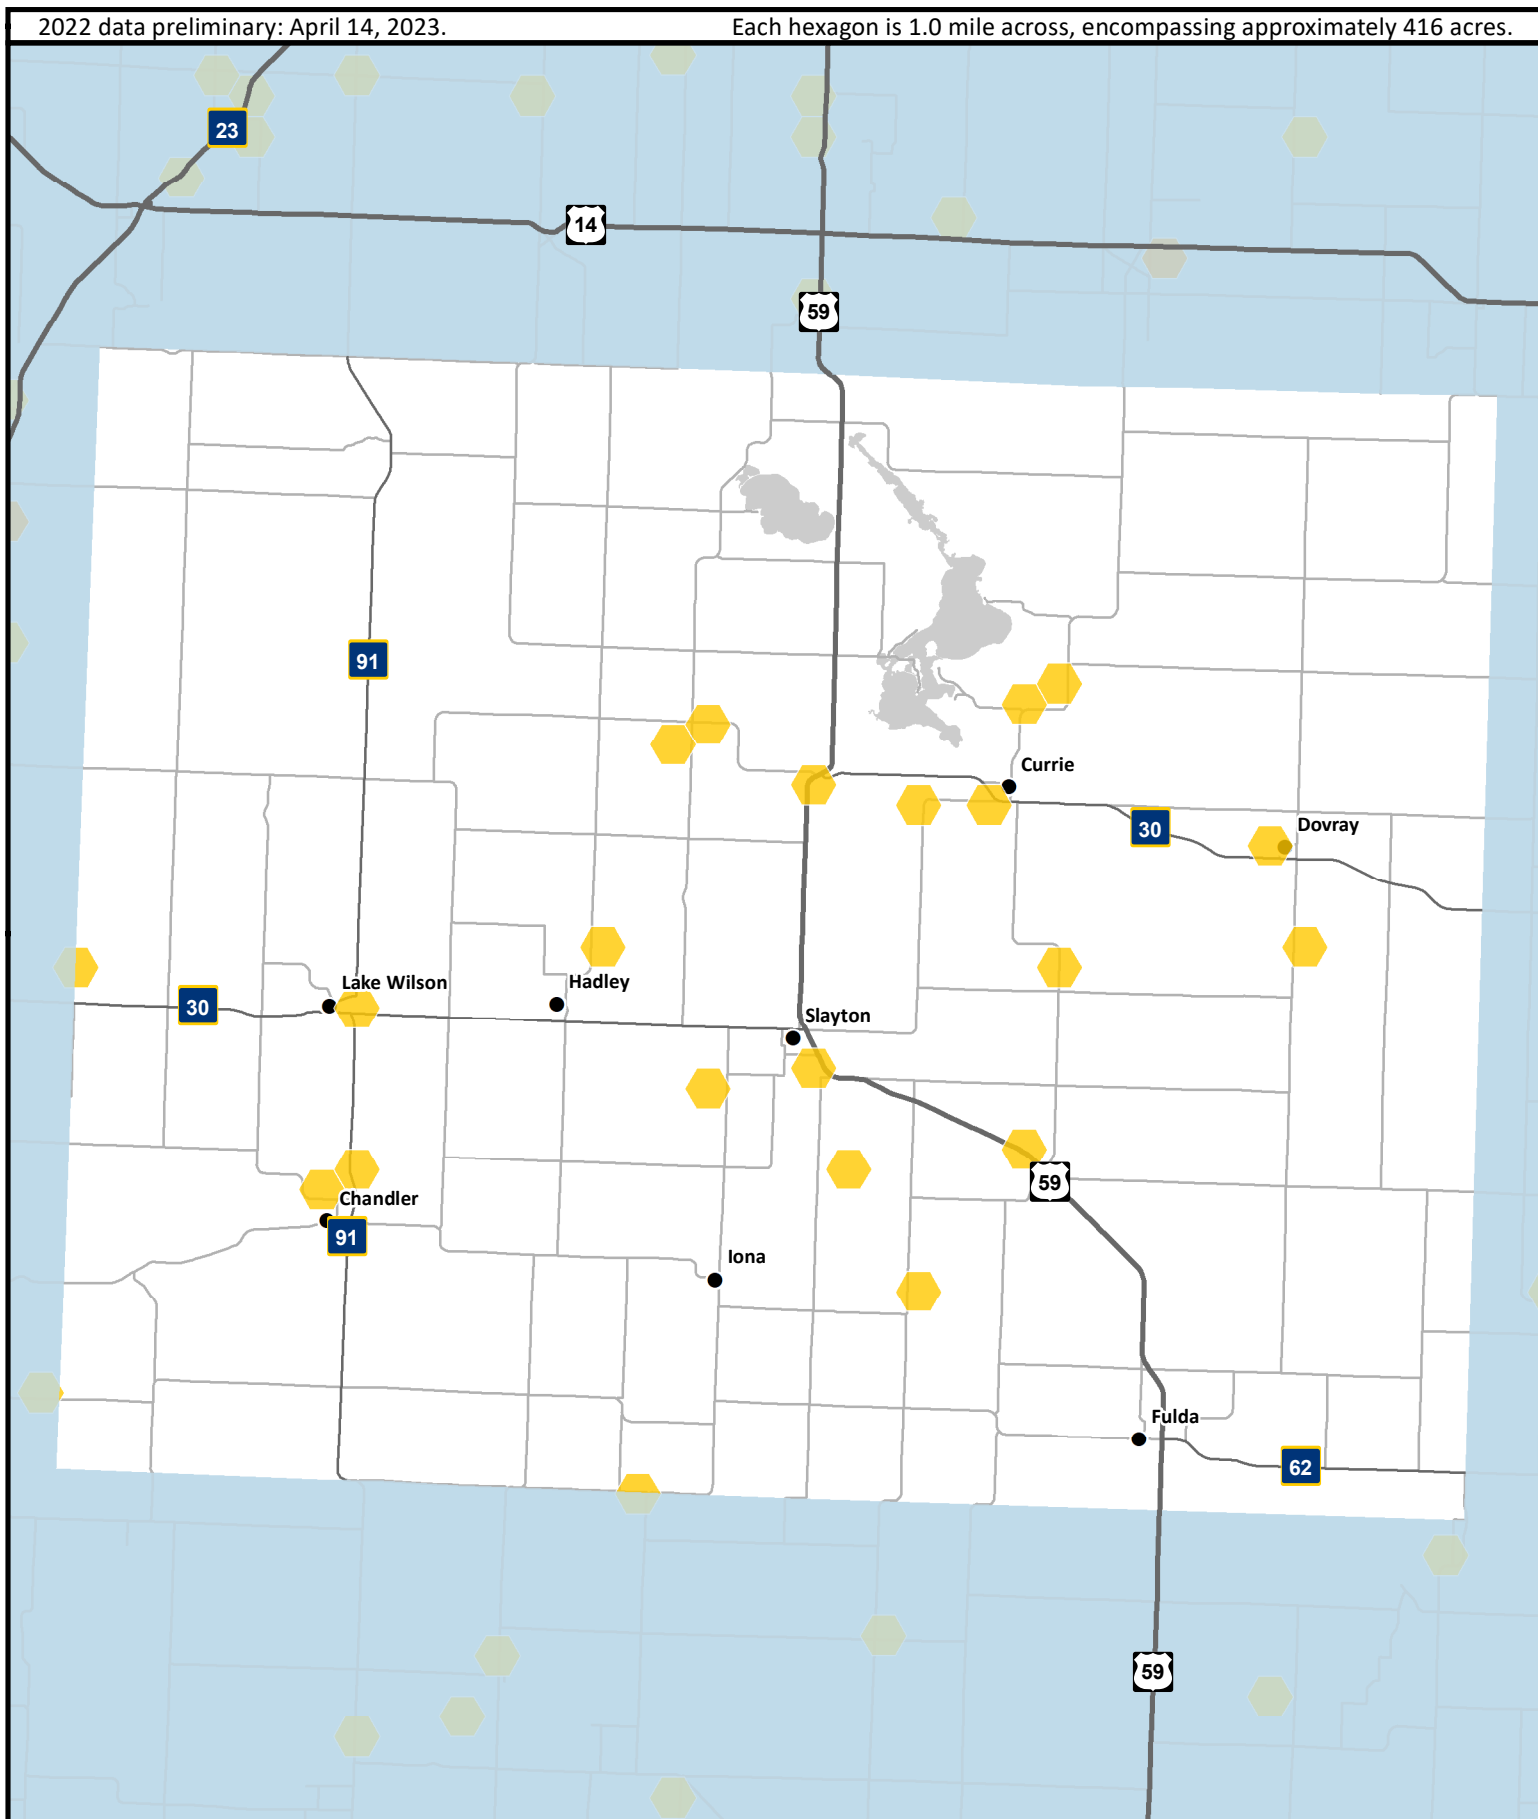 2022 data preliminary: April 14, 2023.
Each hexagon is 1.0 mile across, encompassing approximately 416 acres.
23
14
59
91
Currie
30
Dovray
Lake Wilson
Hadley
30
Slayton
59
Chandler
91
Iona
Fulda
62
59